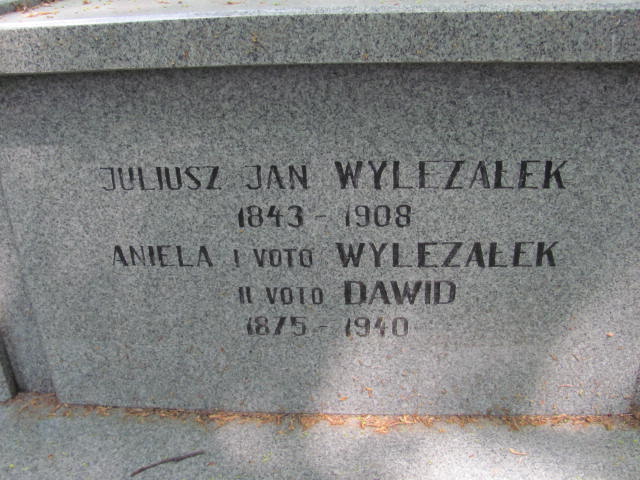 JULIUSZ JAN WYLEZAŁEK
1843 - 1908
ANIELA I VOTO WYLEZAŁEK
II VOTO DAWID
1875 - 1940